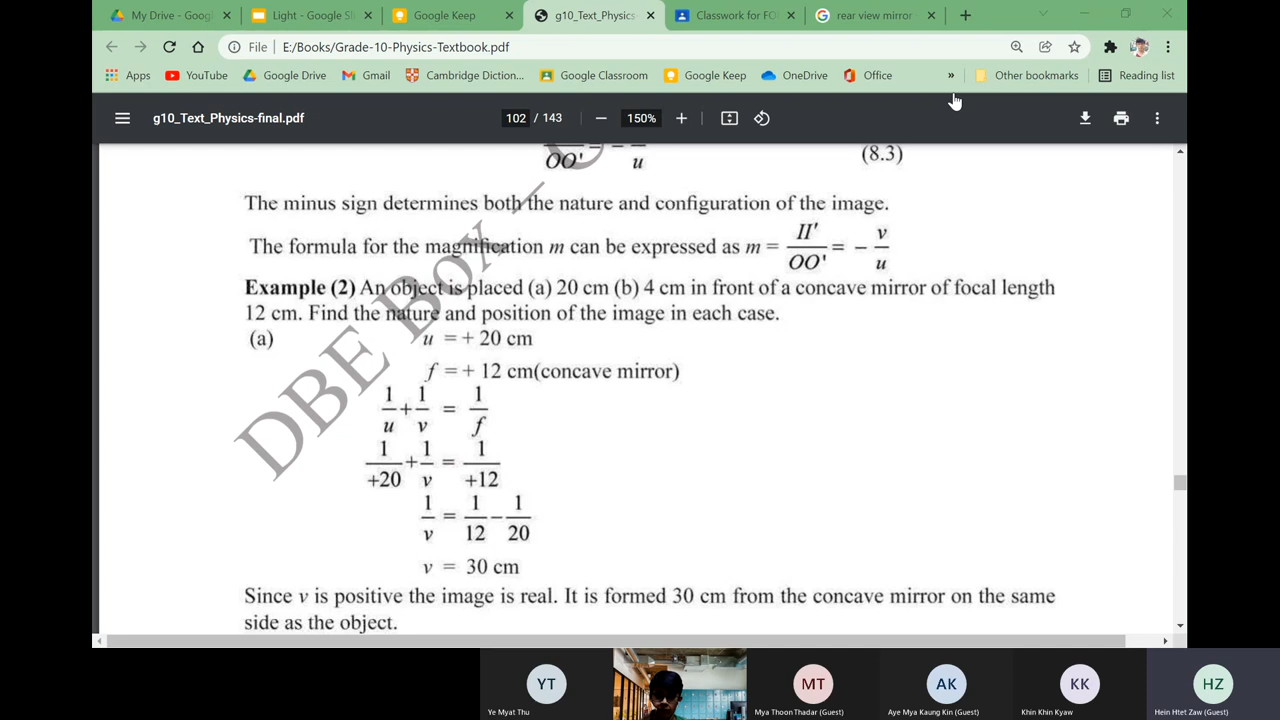 My Drive - Googl
Light - Google Sl
Google Keep
g10_Text_Physics
Classwork for FO
rear view mirror
File | E:/Books/Grade-10-Physics-Textbook.pdf
Apps YouTube Google Drive Gmail Cambridge Diction... Google Classroom Google Keep OneDrive Office » Other bookmarks Reading list
g10_Text_Physics-final.pdf 102 / 143 — 150% +
OO' = - u (8.3)
The minus sign determines both the nature and configuration of the image.
The formula for the magnification m can be expressed as m = II'/OO' = - v/u
Example (2) An object is placed (a) 20 cm (b) 4 cm in front of a concave mirror of focal length
12 cm. Find the nature and position of the image in each case.
(a) u = + 20 cm
f = + 12 cm(concave mirror)
1/u + 1/v = 1/f
1/+20 + 1/v = 1/+12
1/v = 1/12 - 1/20
v = 30 cm
Since v is positive the image is real. It is formed 30 cm from the concave mirror on the same
side as the object.
DBE Box
YT MT AK KK HZ
Ye Myat Thu Mya Thoon Thadar (Guest) Aye Mya Kaung Kin (Guest) Khin Khin Kyaw Hein Htet Zaw (Guest)